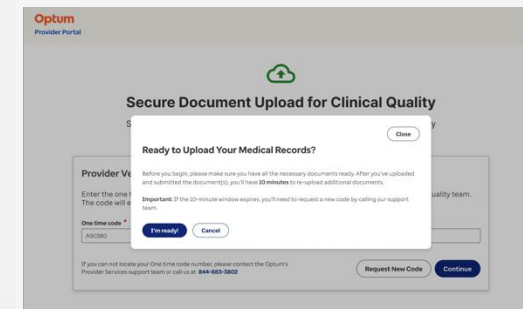 Optum
Provider Portal
Secure Document Upload for Clinical Quality
S
y
Close
Ready to Upload Your Medical Records?
Before you begin, please make sure you have all the necessary documents ready. After you've uploaded
and submitted the document(s), you'll have 10 minutes to re-upload additional documents.
Important: If the 10-minute window expires, you'll need to request a new code by calling our support
team.
I'm ready!
Cancel
Provider Ve
Enter the one t
uality team.
The code will e
One time code *
A9G380
If you can not locate your One time code number, please contact the Optum's
Provider Services support team or call us at 844-883-3802
Request New Code
Continue